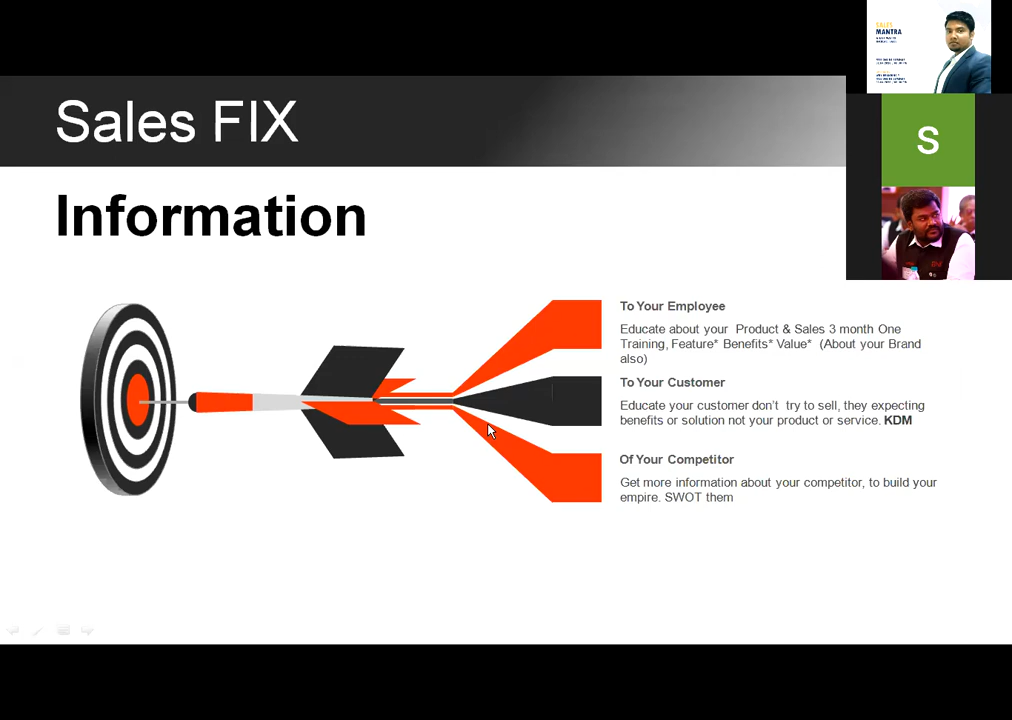 SALES
MANTRA
Sales FIX
S
Information
To Your Employee
Educate about your Product & Sales 3 month One
Training, Feature* Benefits* Value* (About your Brand
also)
To Your Customer
Educate your customer don't try to sell, they expecting
benefits or solution not your product or service. KDM
Of Your Competitor
Get more information about your competitor, to build your
empire. SWOT them